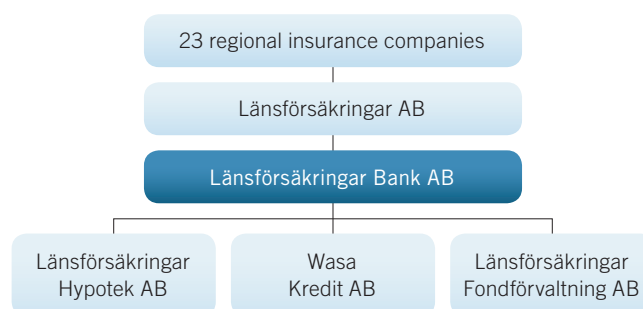 23 regional insurance companies
Länsförsäkringar AB
Länsförsäkringar Bank AB
Länsförsäkringar
Hypotek AB
Wasa
Kredit AB
Länsförsäkringar
Fondförvaltning AB